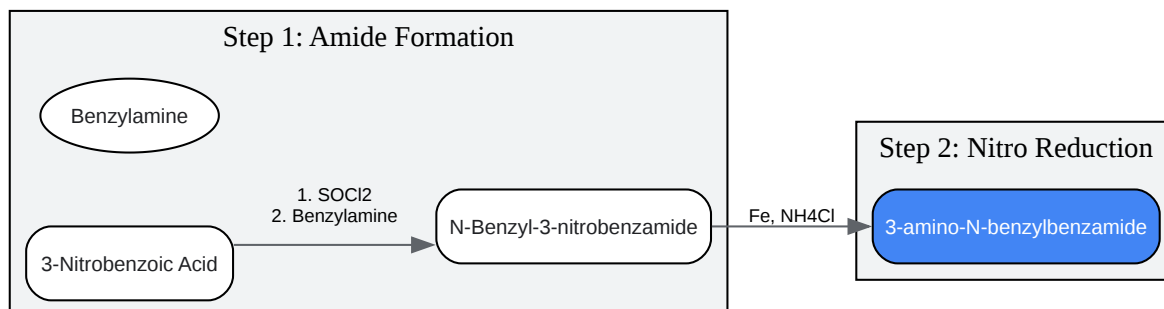 Step 1: Amide Formation
Benzylamine
1. SOCl2
2. Benzylamine
3-Nitrobenzoic Acid
N-Benzyl-3-nitrobenzamide
Fe, NH4Cl
Step 2: Nitro Reduction
3-amino-N-benzylbenzamide